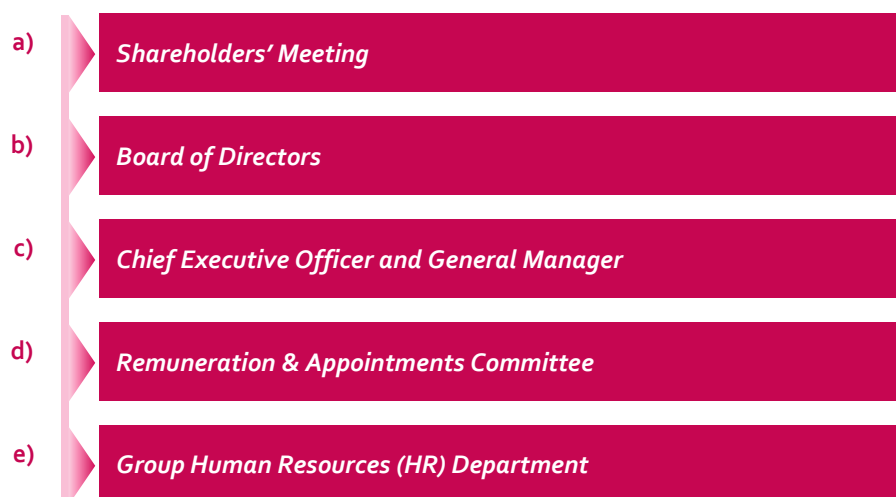 a) Shareholders’ Meeting
b) Board of Directors
c) Chief Executive Officer and General Manager
d) Remuneration & Appointments Committee
e) Group Human Resources (HR) Department